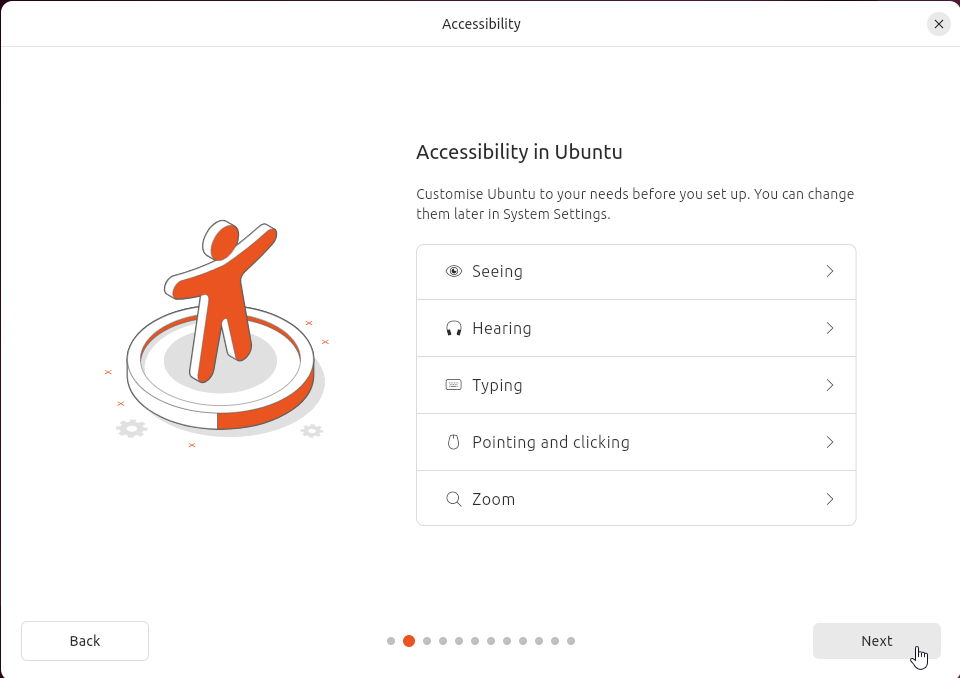 Accessibility
Accessibility in Ubuntu
Customise Ubuntu to your needs before you set up. You can change
them later in System Settings.
Seeing
Hearing
Typing
Pointing and clicking
Zoom
Back
Next